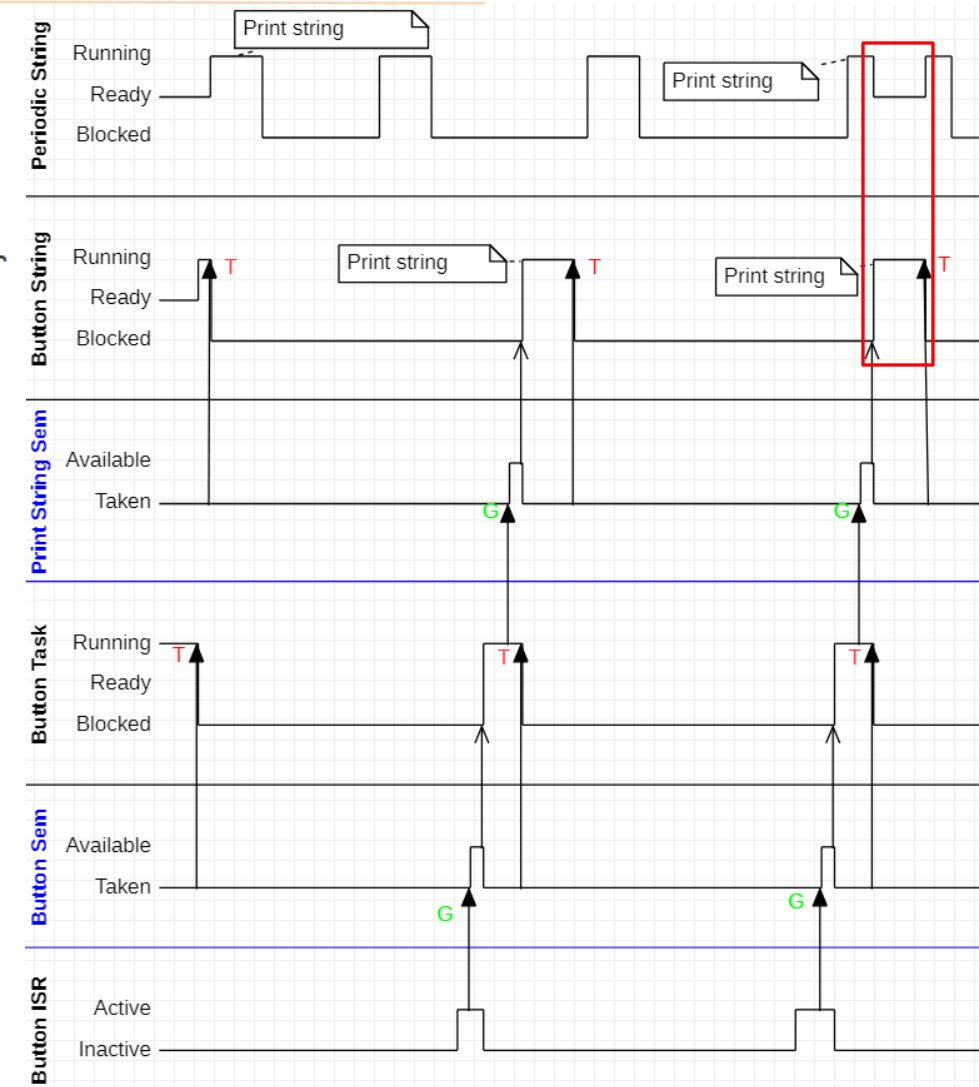 Periodic String
Print string
Running
Ready
Blocked
Print string
Button String
Running
Ready
Blocked
T
Print string
T
Print string
T
Print String Sem
Available
Taken
G
G
Button Task
Running
Ready
Blocked
T
T
T
Button Sem
Available
Taken
G
G
Button ISR
Active
Inactive